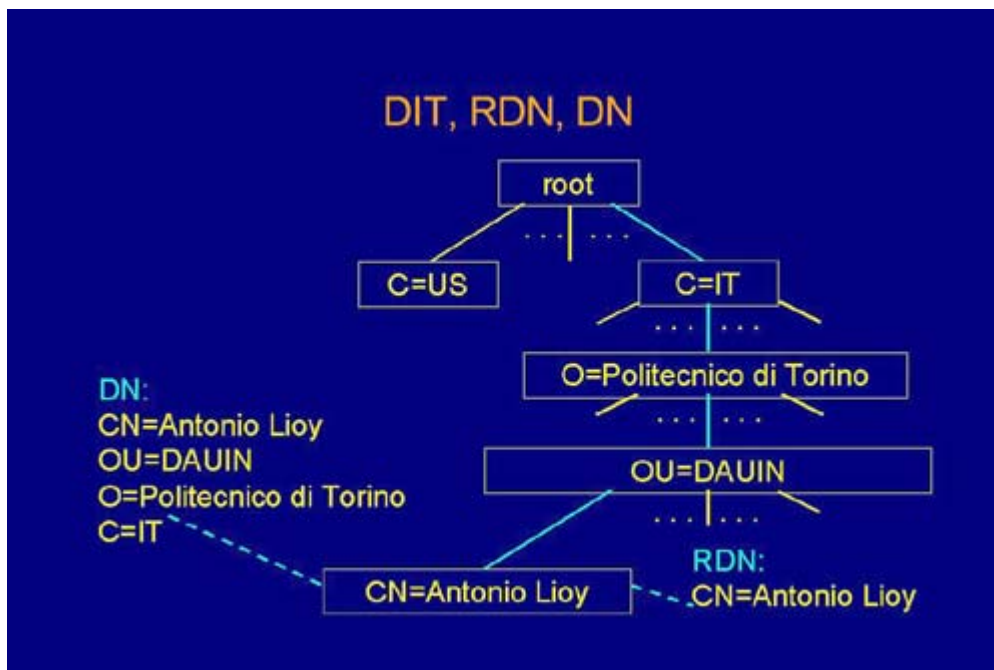 DIT, RDN, DN
root
... ...
C=US
C=IT
... ...
O=Politecnico di Torino
... ...
DN:
CN=Antonio Lioy
OU=DAUIN
O=Politecnico di Torino
C=IT
OU=DAUIN
... ...
CN=Antonio Lioy
RDN:
CN=Antonio Lioy